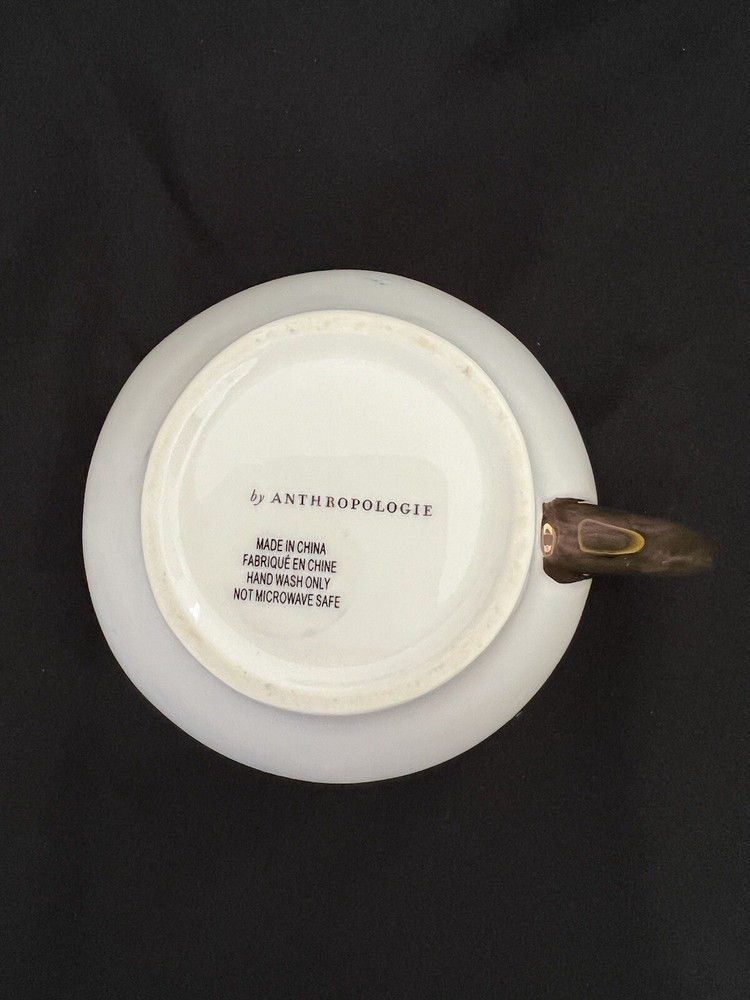 by ANTHROPOLOGIE
MADE IN CHINA
FABRIQUÉ EN CHINE
HAND WASH ONLY
NOT MICROWAVE SAFE